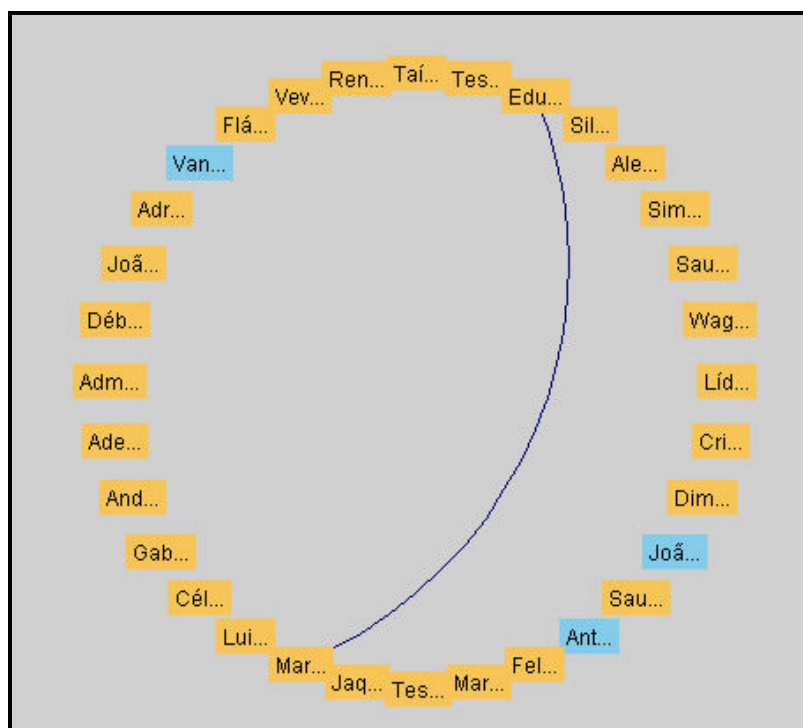 Taí...
Tes..
Edu...
Sil...
Ale...
Sim...
Sau...
Wag...
Líd...
Cri...
Dim...
Joã...
Sau...
Ant...
Fel...
Mar...
Tes...
Jaq...
Mar...
Lui...
Cél...
Gab...
And...
Ade...
Adm...
Déb...
Joã...
Adr...
Van...
Flá...
Vev...
Ren...